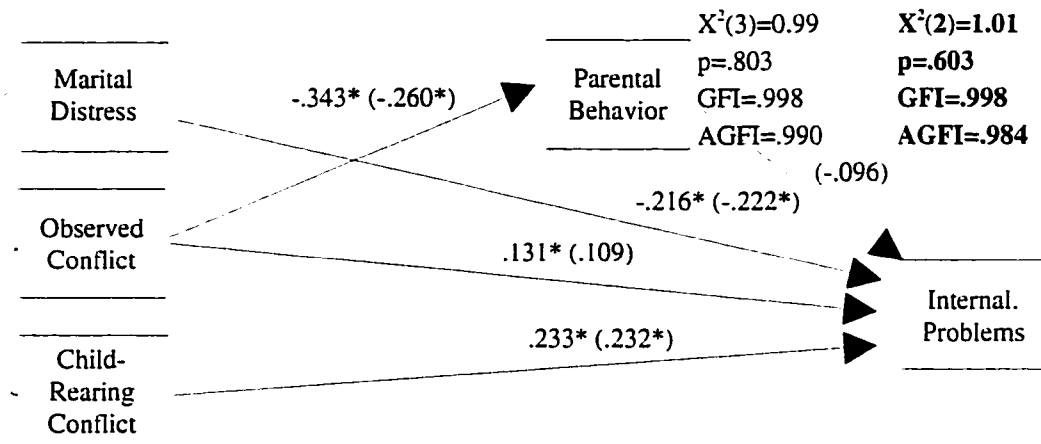 Marital
Distress
-.343* (-.260*)
Parental
Behavior
X²(3)=0.99
p=.803
GFI=.998
AGFI=.990
X²(2)=1.01
p=.603
GFI=.998
AGFI=.984
(-.096)
-.216* (-.222*)
Observed
Conflict
.131* (.109)
Internal.
Problems
.233* (.232*)
Child-
Rearing
Conflict